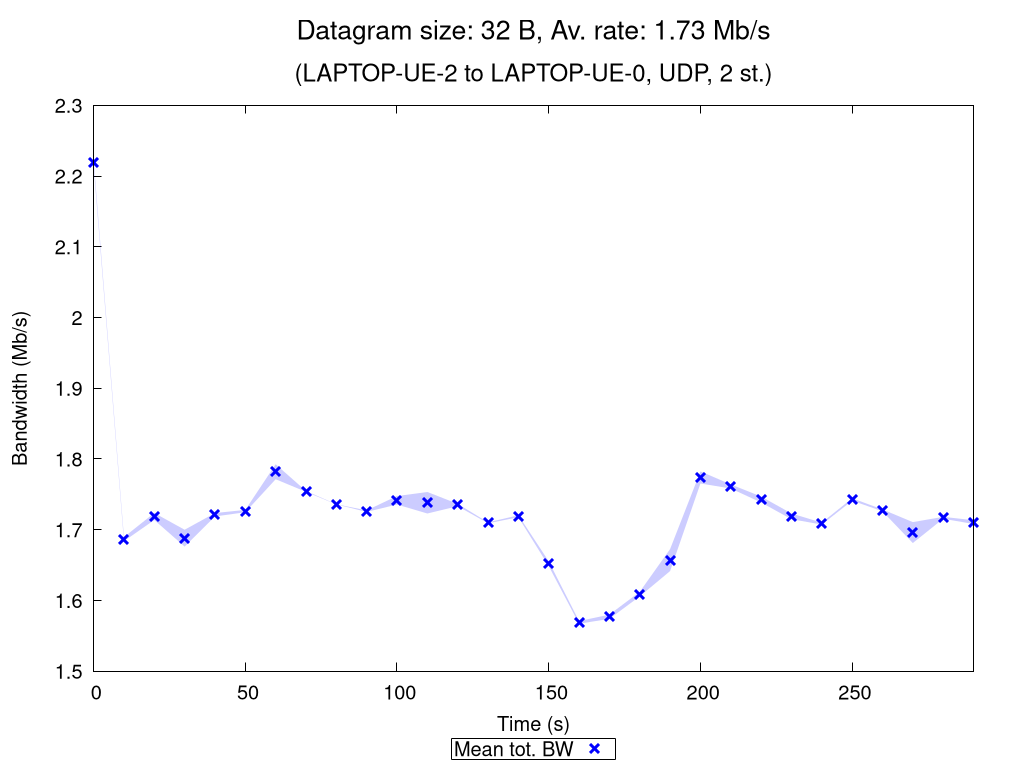 Datagram size: 32 B, Av. rate: 1.73 Mb/s
(LAPTOP-UE-2 to LAPTOP-UE-0, UDP, 2 st.)
2.3
2.2
2.1
2
1.9
1.8
1.7
1.6
1.5
Bandwidth (Mb/s)
0 50 100 150 200 250
Time (s)
Mean tot. BW